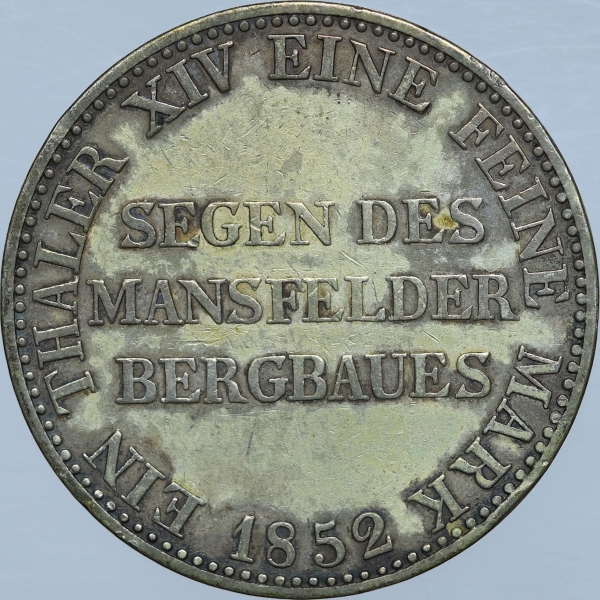 EIN THALER XIV EINE FEINE MARK
SEGEN DES
MANSFELDER
BERGBAUES
1852